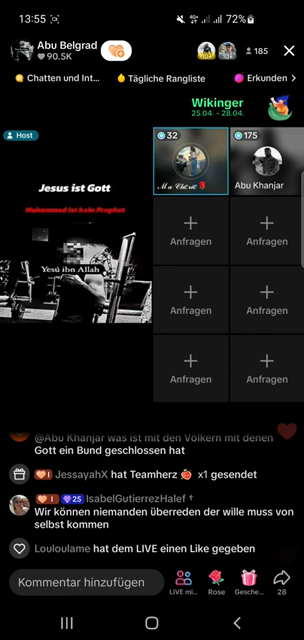 13:55
72%
Abu Belgrad
90.5K
185
Chatten und Int...
Tägliche Rangliste
Erkunden >
Wikinger
25.04. - 28.04.
Host
32
175
Abu Khanjar
Jesus ist Gott
Mohammad ist kein Prophet
Yesú ibn Allah
Anfragen
Anfragen
Anfragen
Anfragen
Anfragen
Anfragen
@Abu Khanjar was ist mit den Völkern mit denen
Gott ein Bund geschlossen hat
JessayahX hat Teamherz x1 gesendet
25 IsabelGutierrezHalef †
Wir können niemanden überreden der wille muss von
selbst kommen
Louloulame hat dem LIVE einen Like gegeben
Kommentar hinzufügen
LIVE mi...
Rose
Gesche...
28